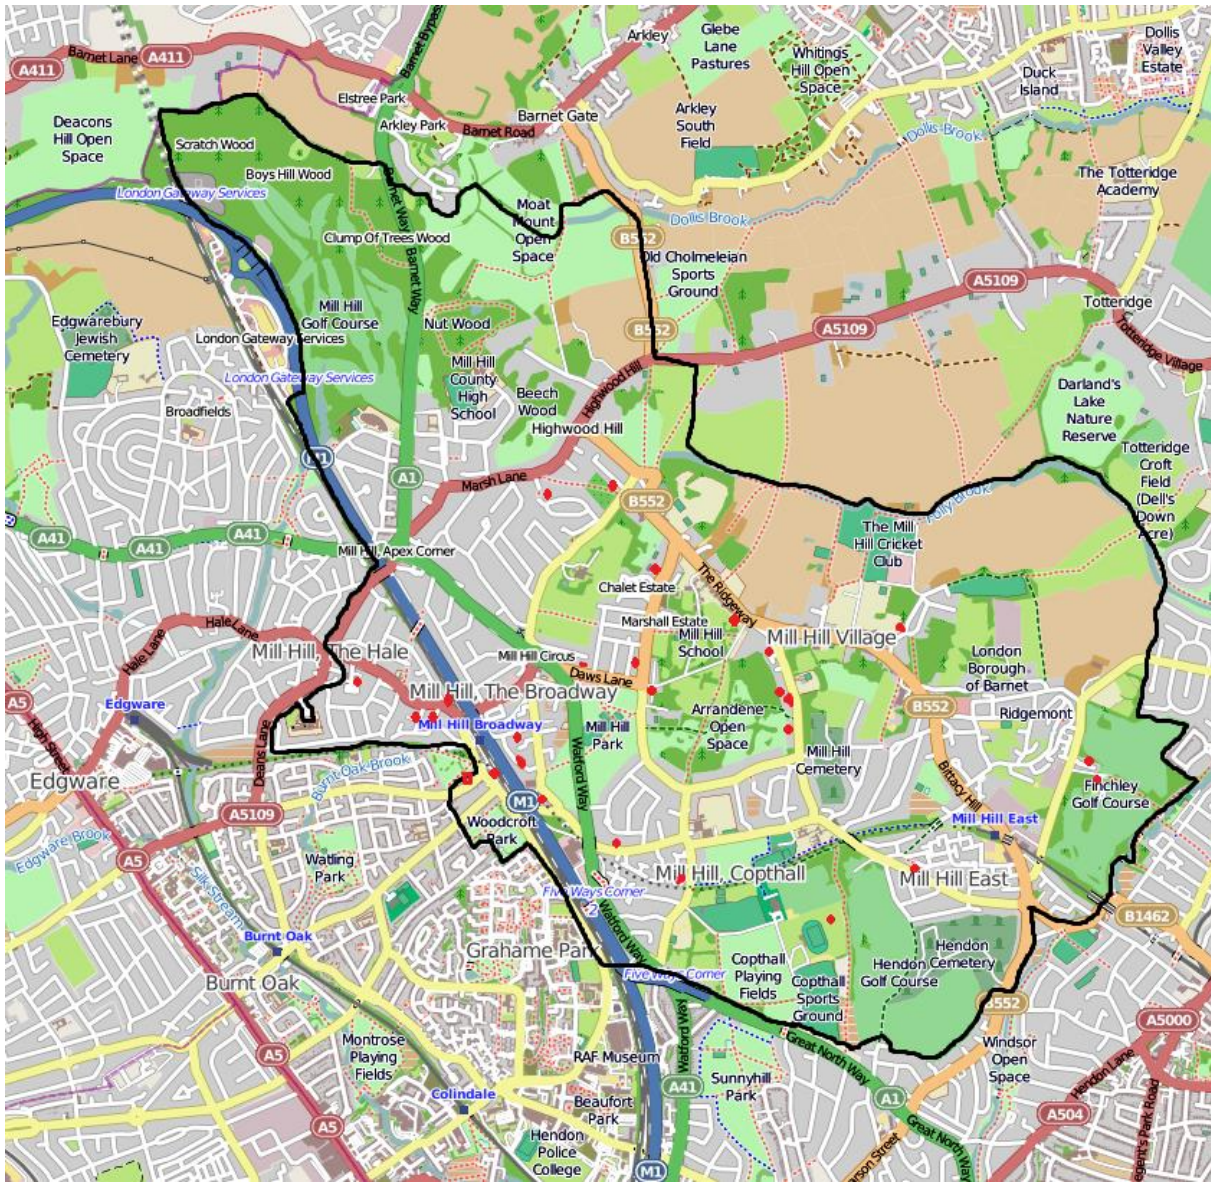 Arkley
Glebe
Lane
Pastures
Whitings
Hill Open
Space
Dollis
Valley
Estate
Barnet Lane
A411
A411
Barnet Bypass
Duck
Island
Elstree Park
Arkley Park
Barnet Road
Barnet Gate
Arkley
South
Field
Dollis Brook
Deacons
Hill Open
Space
Scratch Wood
Boys Hill Wood
London Gateway Services
Barnet Way
Moat
Mount
Open
Space
Dollis Brook
The Totteridge
Academy
Clump Of Trees Wood
Barnet Way
B552
Old Cholmeleian
Sports
Ground
A5109
Totteridge
Totteridge Village
Edgwarebury
Jewish
Cemetery
Mill Hill
Golf Course
London Gateway Services
London Gateway Services
Nut Wood
B552
A5109
Mill Hill
County
High
School
Beech
Wood
Highwood Hill
Highwood Hill
Darland's
Lake
Nature
Reserve
Broadfields
M1
A1
Marsh Lane
B552
Folly Brook
Totteridge
Croft
Field
(Dell's
Down
Acre)
A41
A41
A41
Mill Hill, Apex Corner
The Mill
Hill Cricket
Club
Chalet Estate
The Ridgeway
Marshall Estate
Mill Hill
School
Mill Hill Village
Hale Lane
Hale Lane
Mill Hill, The Hale
Mill Hill Circus
Daws Lane
London
Borough
of Barnet
A5
Edgware
High Street
Mill Hill, The Broadway
Mill Hill Broadway
Deans Lane
Mill Hill
Park
Arrandene
Open
Space
B552
Ridgemont
Mill Hill
Cemetery
Edgware
Burnt Oak Brook
Watford Way
Bittacy Hill
Finchley
Golf Course
A5109
M1
Woodcroft
Park
Mill Hill East
Edgware Brook
A5
Watling
Park
Silk Stream
Mill Hill, Copthall
Mill Hill East
Five Ways Corner
2
B1462
Burnt Oak
Burnt Oak
Grahame Park
Watford Way
Five Ways Corner
Copthall
Playing
Fields
Copthall
Sports
Ground
Hendon
Golf Course
Hendon
Cemetery
B552
A5
Montrose
Playing
Fields
RAF Museum
Watford Way
Great North Way
Windsor
Open
Space
A5000
Hendon Lane
Colindale
Beaufort
Park
A41
Sunnyhill
Park
A1
A504
A5
Hendon
Police
College
M1
Great North Way